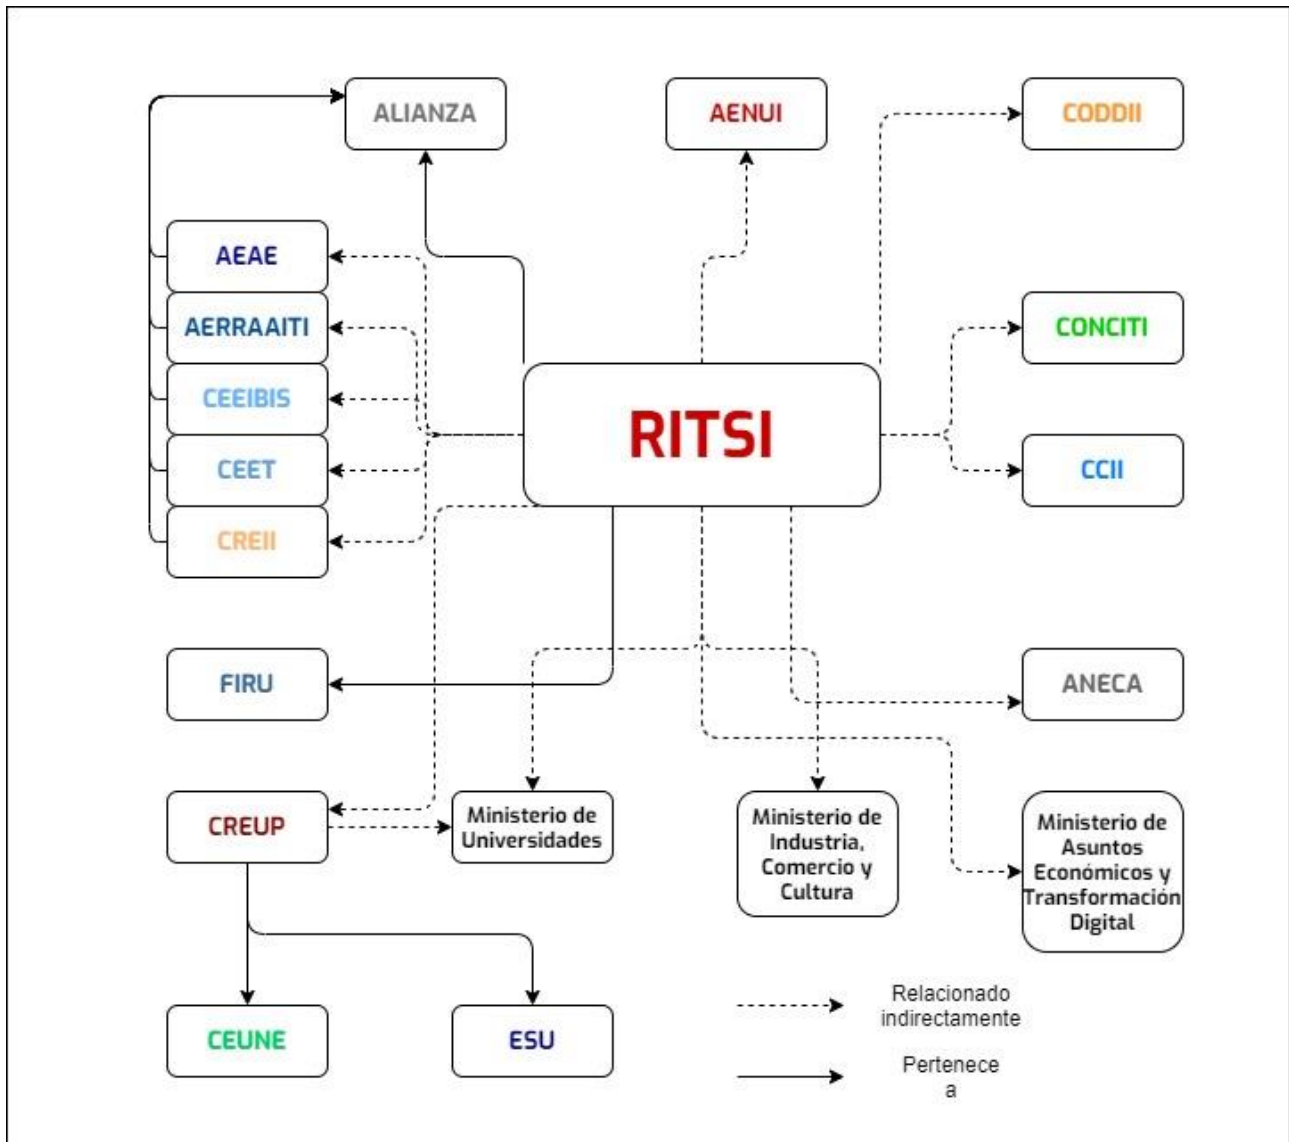 ALIANZA
AENUI
CODDII
AEAE
AERRAAITI
CONCITI
CEEIBIS
RITSI
CEET
CCII
CREII
FIRU
ANECA
CREUP
Ministerio de
Universidades
Ministerio de
Industria,
Comercio y
Cultura
Ministerio de
Asuntos
Económicos y
Transformación
Digital
CEUNE
ESU
Relacionado
indirectamente
Pertenece
a